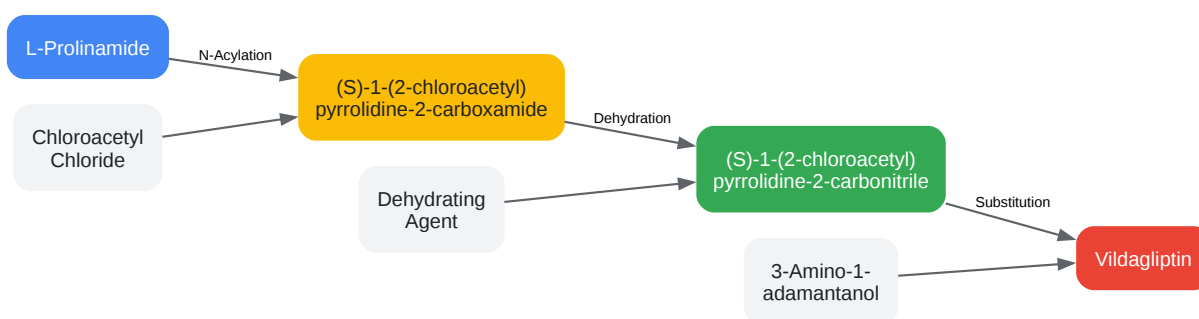 L-Prolinamide
N-Acylation
Chloroacetyl
Chloride
(S)-1-(2-chloroacetyl)
pyrrolidine-2-carboxamide
Dehydration
Dehydrating
Agent
(S)-1-(2-chloroacetyl)
pyrrolidine-2-carbonitrile
Substitution
3-Amino-1-
adamantanol
Vildagliptin